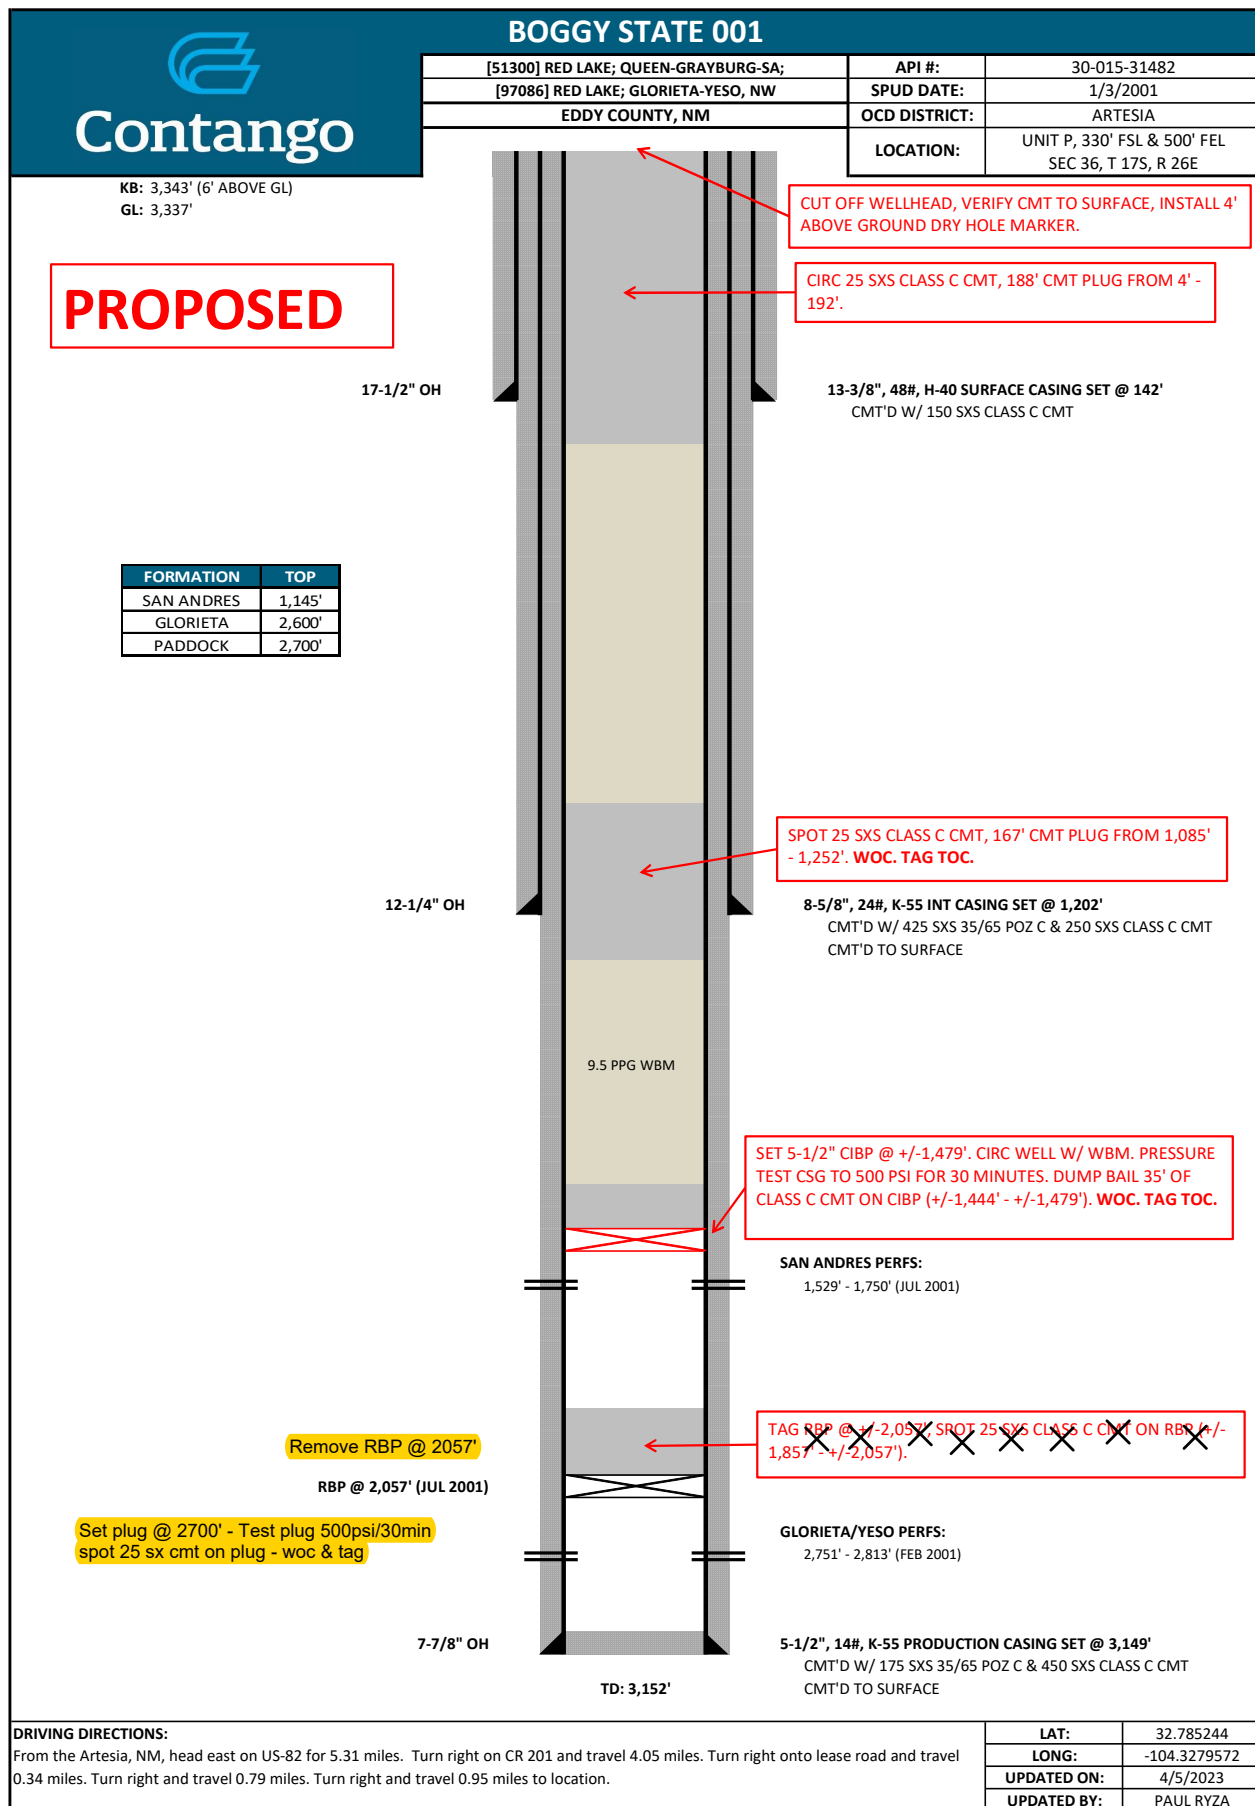 BOGGY STATE 001
Contango
[51300] RED LAKE; QUEEN-GRAYBURG-SA;
[97086] RED LAKE; GLORIETA-YESO, NW
EDDY COUNTY, NM
API #: 30-015-31482
SPUD DATE: 1/3/2001
OCD DISTRICT: ARTESIA
LOCATION: UNIT P, 330' FSL & 500' FEL
SEC 36, T 17S, R 26E
KB: 3,343' (6' ABOVE GL)
GL: 3,337'
CUT OFF WELLHEAD, VERIFY CMT TO SURFACE, INSTALL 4'
ABOVE GROUND DRY HOLE MARKER.
PROPOSED
CIRC 25 SXS CLASS C CMT, 188' CMT PLUG FROM 4' -
192'.
17-1/2" OH
13-3/8", 48#, H-40 SURFACE CASING SET @ 142'
CMT'D W/ 150 SXS CLASS C CMT
FORMATION TOP
SAN ANDRES 1,145'
GLORIETA 2,600'
PADDOCK 2,700'
SPOT 25 SXS CLASS C CMT, 167' CMT PLUG FROM 1,085'
- 1,252'. WOC. TAG TOC.
12-1/4" OH
8-5/8", 24#, K-55 INT CASING SET @ 1,202'
CMT'D W/ 425 SXS 35/65 POZ C & 250 SXS CLASS C CMT
CMT'D TO SURFACE
9.5 PPG WBM
SET 5-1/2" CIBP @ +/-1,479'. CIRC WELL W/ WBM. PRESSURE
TEST CSG TO 500 PSI FOR 30 MINUTES. DUMP BAIL 35' OF
CLASS C CMT ON CIBP (+/-1,444' - +/-1,479'). WOC. TAG TOC.
SAN ANDRES PERFS:
1,529' - 1,750' (JUL 2001)
TAG RBP @ +/-2,057', SPOT 25 SXS CLASS C CMT ON RBP (+/-
1,857' - +/-2,057').
Remove RBP @ 2057'
RBP @ 2,057' (JUL 2001)
Set plug @ 2700' - Test plug 500psi/30min
spot 25 sx cmt on plug - woc & tag
GLORIETA/YESO PERFS:
2,751' - 2,813' (FEB 2001)
7-7/8" OH
5-1/2", 14#, K-55 PRODUCTION CASING SET @ 3,149'
CMT'D W/ 175 SXS 35/65 POZ C & 450 SXS CLASS C CMT
CMT'D TO SURFACE
TD: 3,152'
DRIVING DIRECTIONS:
From the Artesia, NM, head east on US-82 for 5.31 miles. Turn right on CR 201 and travel 4.05 miles. Turn right onto lease road and travel
0.34 miles. Turn right and travel 0.79 miles. Turn right and travel 0.95 miles to location.
LAT: 32.785244
LONG: -104.3279572
UPDATED ON: 4/5/2023
UPDATED BY: PAUL RYZA